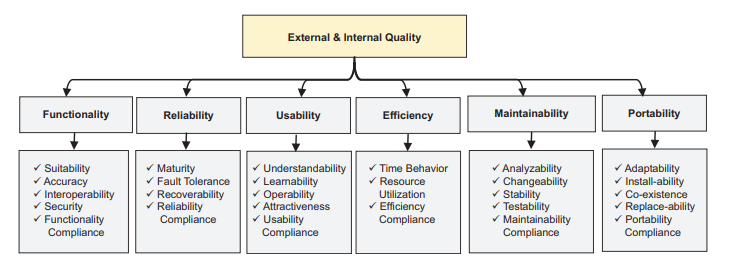 External & Internal Quality
Functionality
Reliability
Usability
Efficiency
Maintainability
Portability
✓ Suitability
✓ Accuracy
✓ Interoperability
✓ Security
✓ Functionality
Compliance
✓ Maturity
✓ Fault Tolerance
✓ Recoverability
✓ Reliability
Compliance
✓ Understandability
✓ Learnability
✓ Operability
✓ Attractiveness
✓ Usability
Compliance
✓ Time Behavior
✓ Resource
Utilization
✓ Efficiency
Compliance
✓ Analyzability
✓ Changeability
✓ Stability
✓ Testability
✓ Maintainability
Compliance
✓ Adaptability
✓ Install-ability
✓ Co-existence
✓ Replace-ability
✓ Portability
Compliance